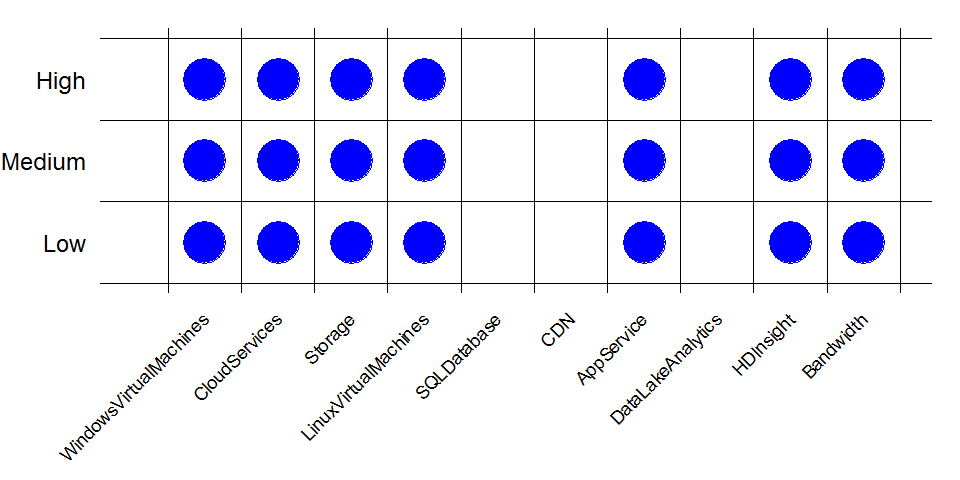 High
Medium
Low
WindowsVirtualMachines
CloudServices
Storage
LinuxVirtualMachines
SQLDatabase
CDN
AppService
DataLakeAnalytics
HDInsight
Bandwidth